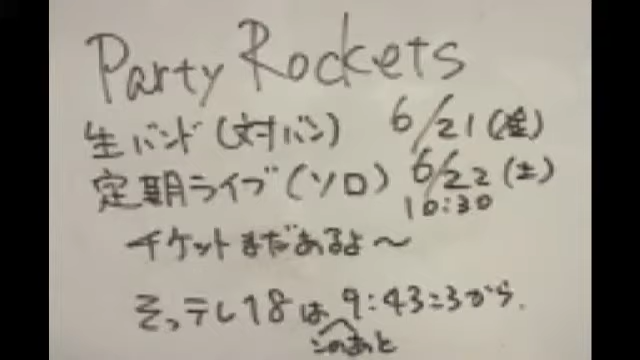 Party Rockets
生バンド(対バン) 6/21(金)
定期ライブ(ソロ) 6/22(土)
10:30
チケットまだあるよ〜
そ、テレ18は 9:43ころから.
このあと